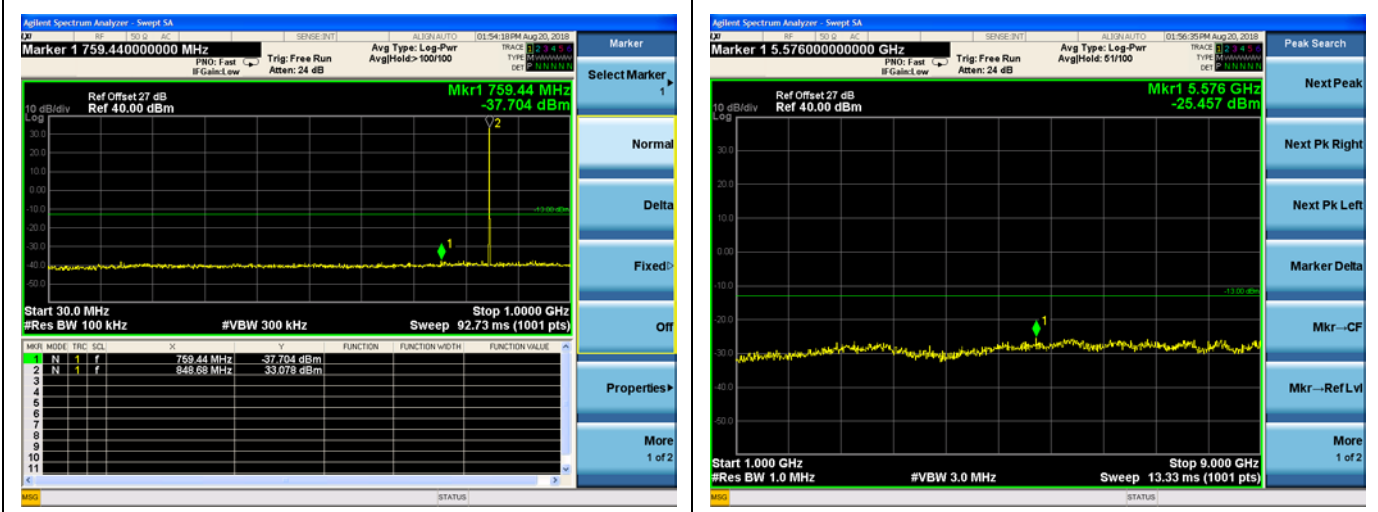 Agilent Spectrum Analyzer - Swept SA
RF 50 Ω AC SENSE:INT ALIGN AUTO 01:54:18 PM Aug 20, 2018
Marker 1 759.440000000 MHz
PNO: Fast
IFGain:Low
Trig: Free Run
Atten: 24 dB
Avg Type: Log-Pwr
Avg|Hold:> 100/100
TRACE 1 2 3 4 5 6
TYPE M
DET P N N N N N
Ref Offset 27 dB
Ref 40.00 dBm
10 dB/div
Log
Mkr1 759.44 MHz
-37.704 dBm
30.0
20.0
10.0
0.00
-10.0
-20.0
-30.0
-40.0
-50.0
2
-13.00 dBm
1
Start 30.0 MHz
#Res BW 100 kHz
#VBW 300 kHz
Stop 1.0000 GHz
Sweep 92.73 ms (1001 pts)
MKR MODE TRC SCL X Y FUNCTION FUNCTION WIDTH FUNCTION VALUE
1 N 1 f 759.44 MHz -37.704 dBm
2 N 1 f 848.68 MHz 33.078 dBm
3
4
5
6
7
8
9
10
11
MSG
STATUS
Marker
Select Marker
1
Normal
Delta
Fixed
Off
Properties
More
1 of 2
Agilent Spectrum Analyzer - Swept SA
RF 50 Ω AC SENSE:INT ALIGN AUTO 01:56:35 PM Aug 20, 2018
Marker 1 5.576000000000 GHz
PNO: Fast
IFGain:Low
Trig: Free Run
Atten: 24 dB
Avg Type: Log-Pwr
Avg|Hold: 51/100
TRACE 1 2 3 4 5 6
TYPE M
DET P N N N N N
Ref Offset 27 dB
Ref 40.00 dBm
10 dB/div
Log
Mkr1 5.576 GHz
-25.457 dBm
30.0
20.0
10.0
0.00
-10.0
-20.0
-30.0
-40.0
-50.0
-13.00 dBm
1
Start 1.000 GHz
#Res BW 1.0 MHz
#VBW 3.0 MHz
Stop 9.000 GHz
Sweep 13.33 ms (1001 pts)
MSG
STATUS
Peak Search
Next Peak
Next Pk Right
Next Pk Left
Marker Delta
Mkr→CF
Mkr→Ref Lvl
More
1 of 2